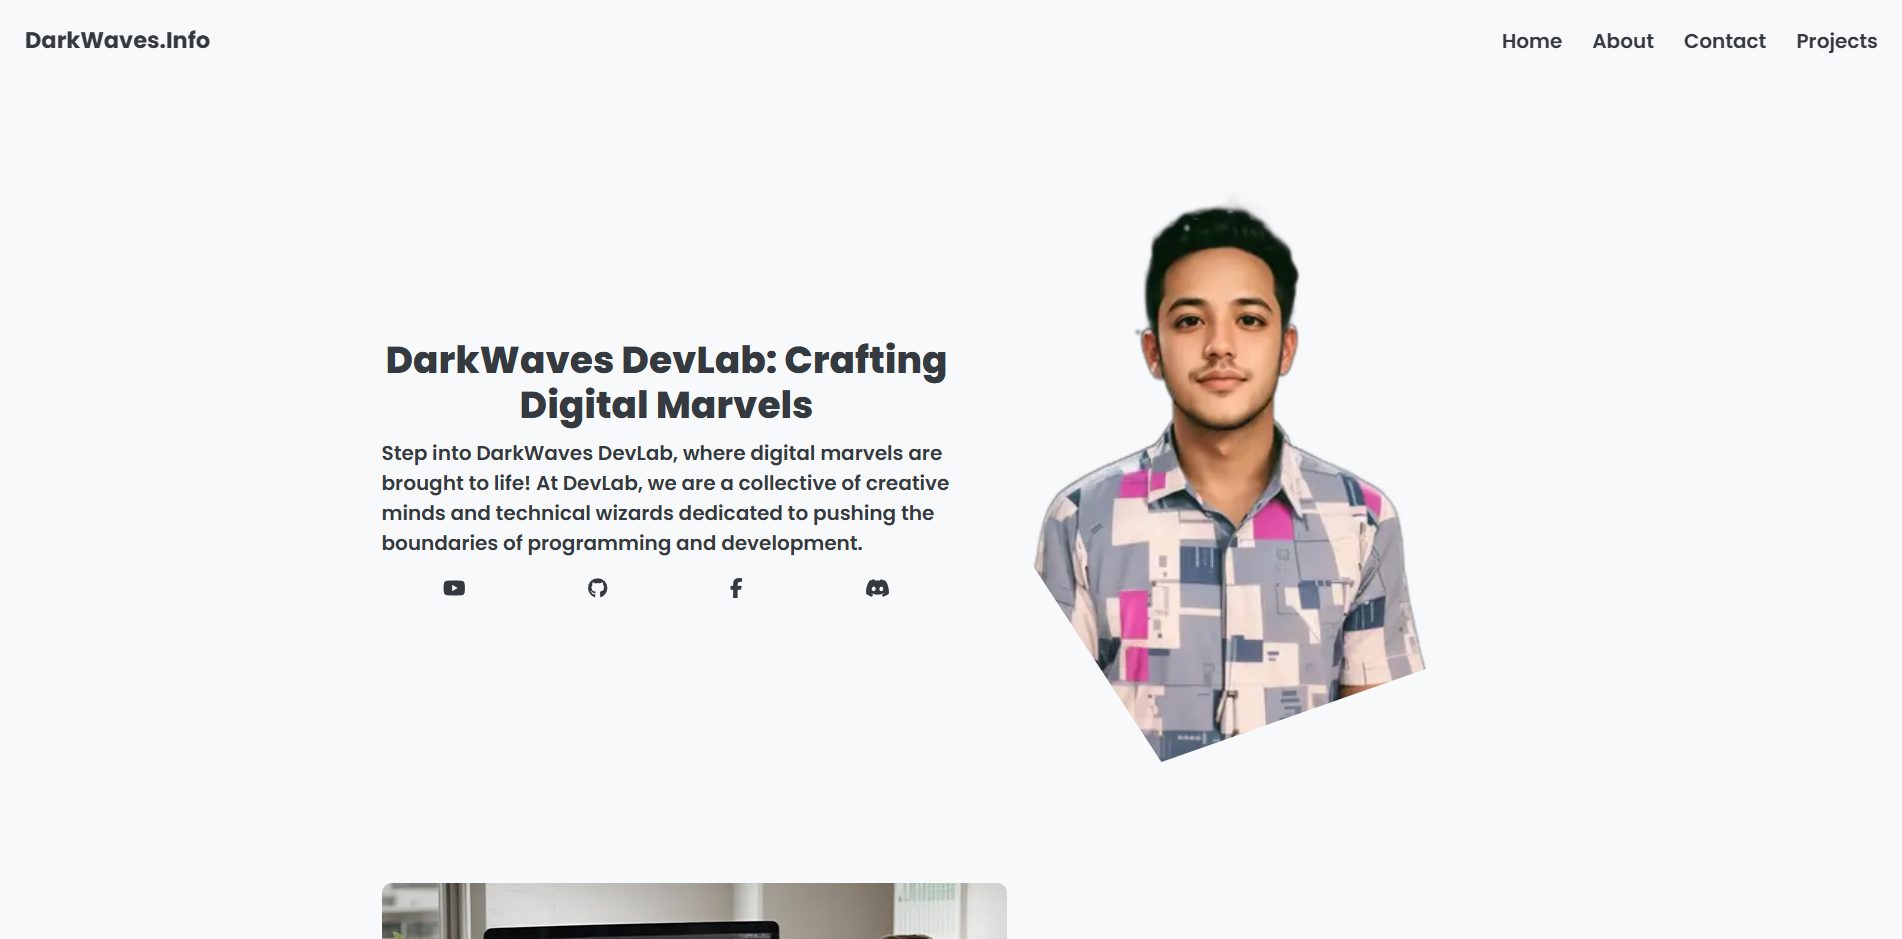 DarkWaves.Info
Home About Contact Projects
DarkWaves DevLab: Crafting
Digital Marvels
Step into DarkWaves DevLab, where digital marvels are
brought to life! At DevLab, we are a collective of creative
minds and technical wizards dedicated to pushing the
boundaries of programming and development.